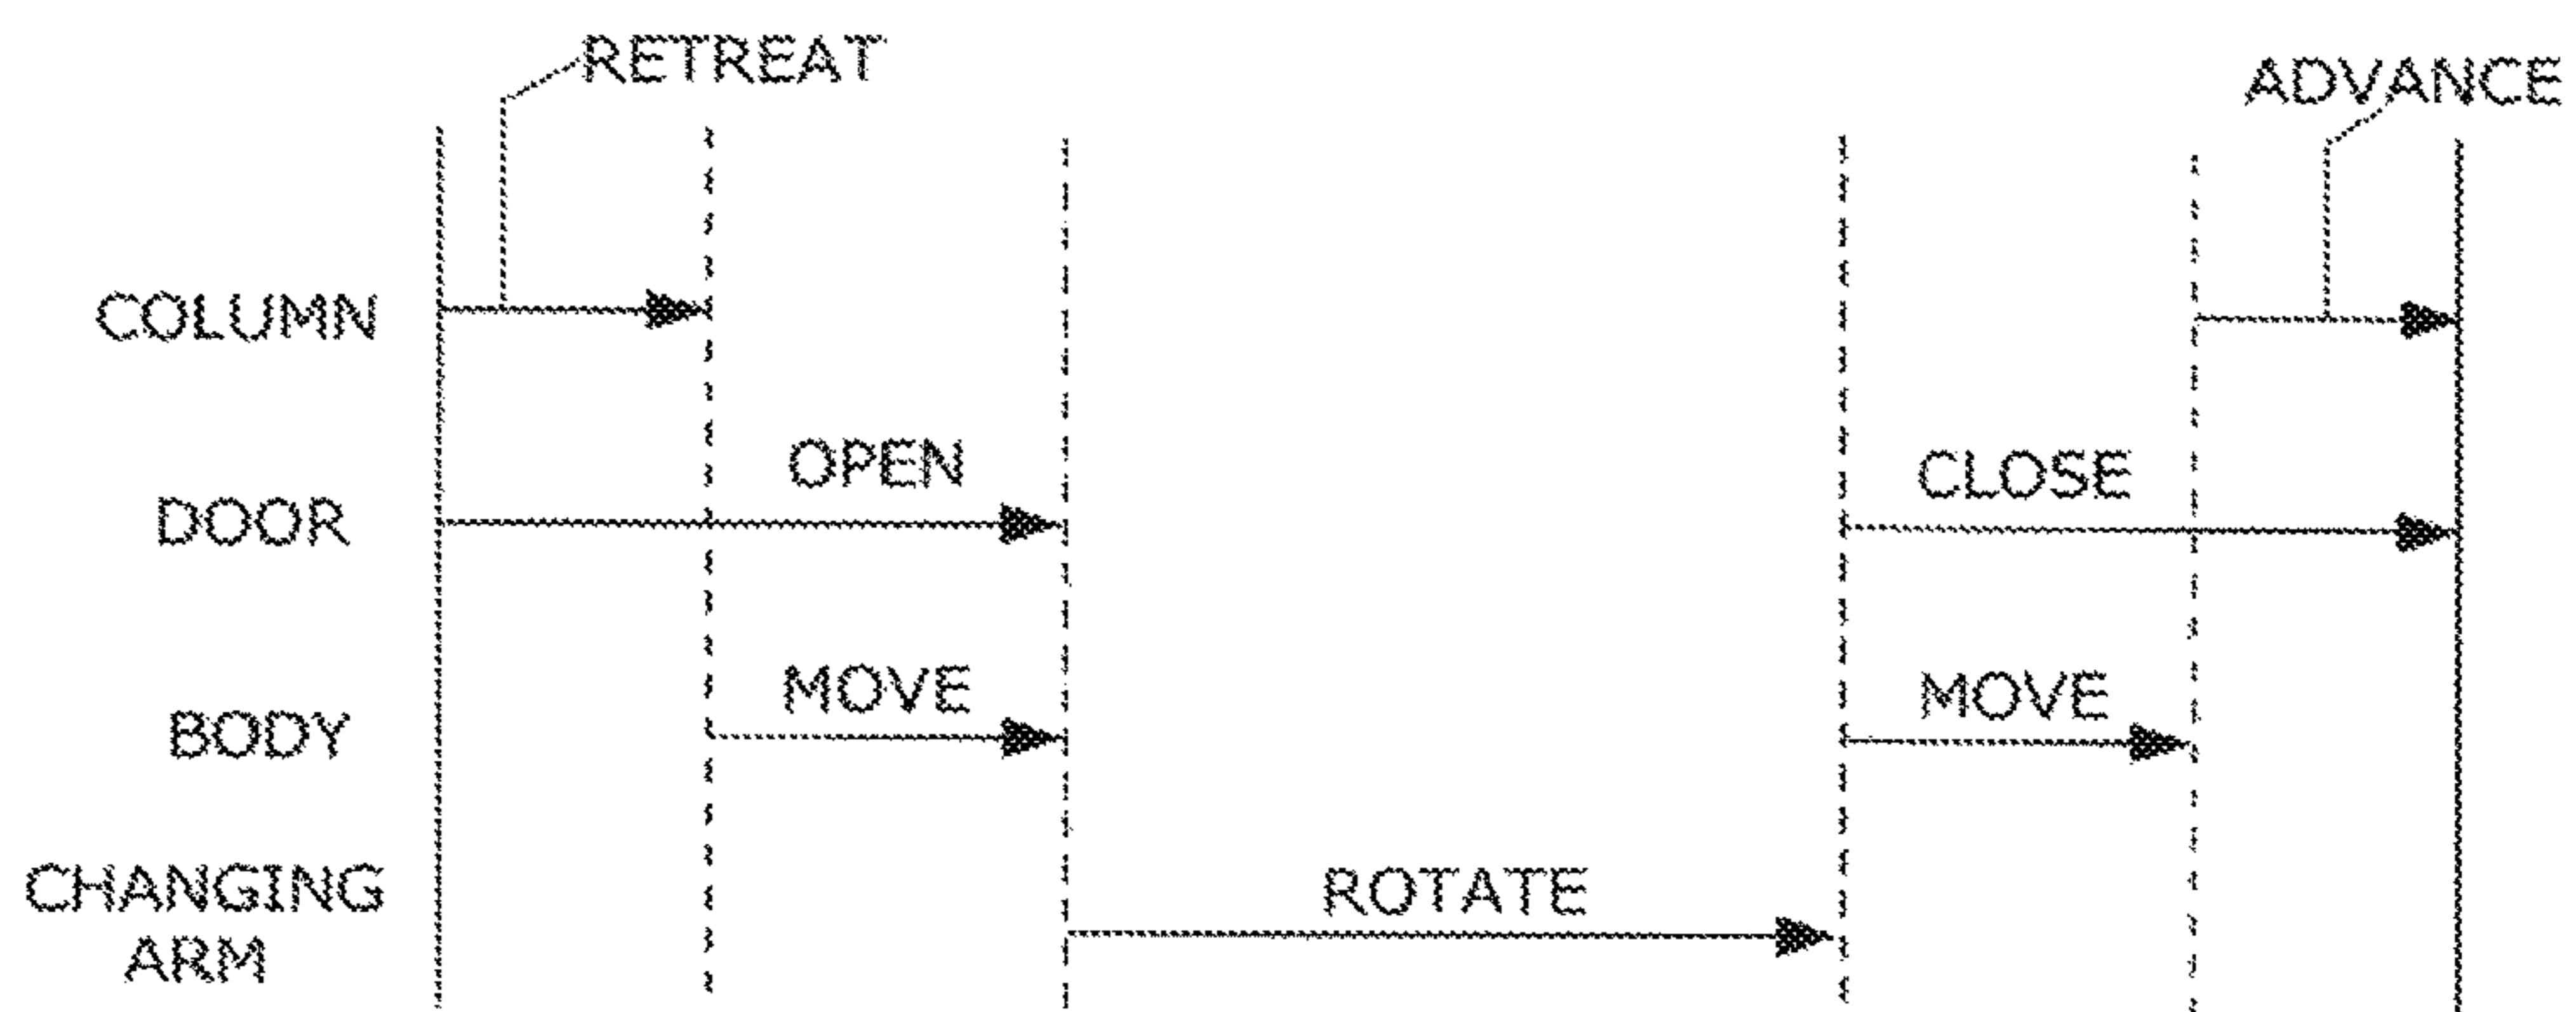 RETREAT
ADVANCE
COLUMN
OPEN
CLOSE
DOOR
MOVE
MOVE
BODY
CHANGING
ARM
ROTATE